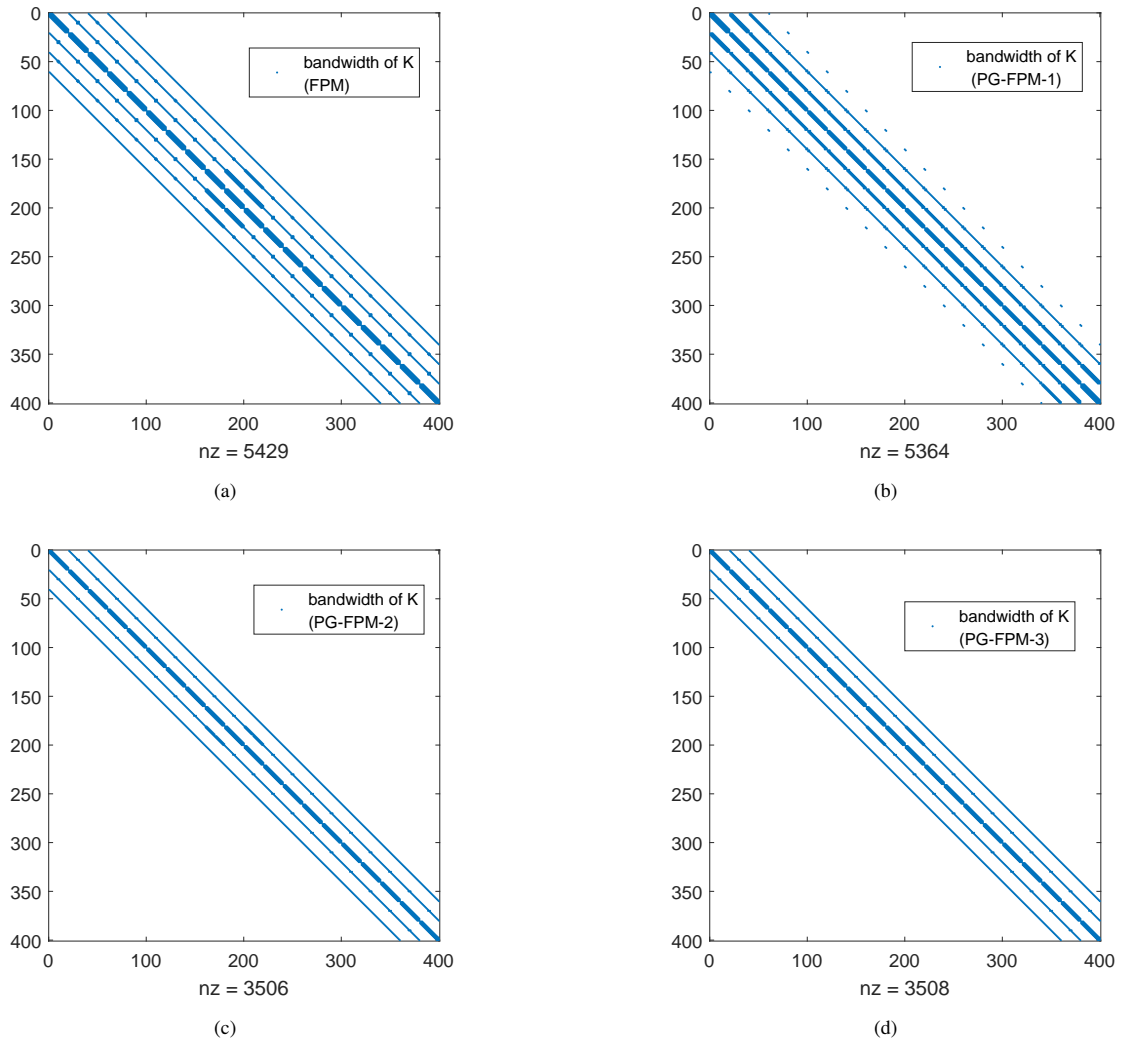 0
50
100
150
200
250
300
350
400
bandwidth of K
(FPM)
0 100 200 300 400
nz = 5429
(a)
0
50
100
150
200
250
300
350
400
bandwidth of K
(PG-FPM-1)
0 100 200 300 400
nz = 5364
(b)
0
50
100
150
200
250
300
350
400
bandwidth of K
(PG-FPM-2)
0 100 200 300 400
nz = 3506
(c)
0
50
100
150
200
250
300
350
400
bandwidth of K
(PG-FPM-3)
0 100 200 300 400
nz = 3508
(d)